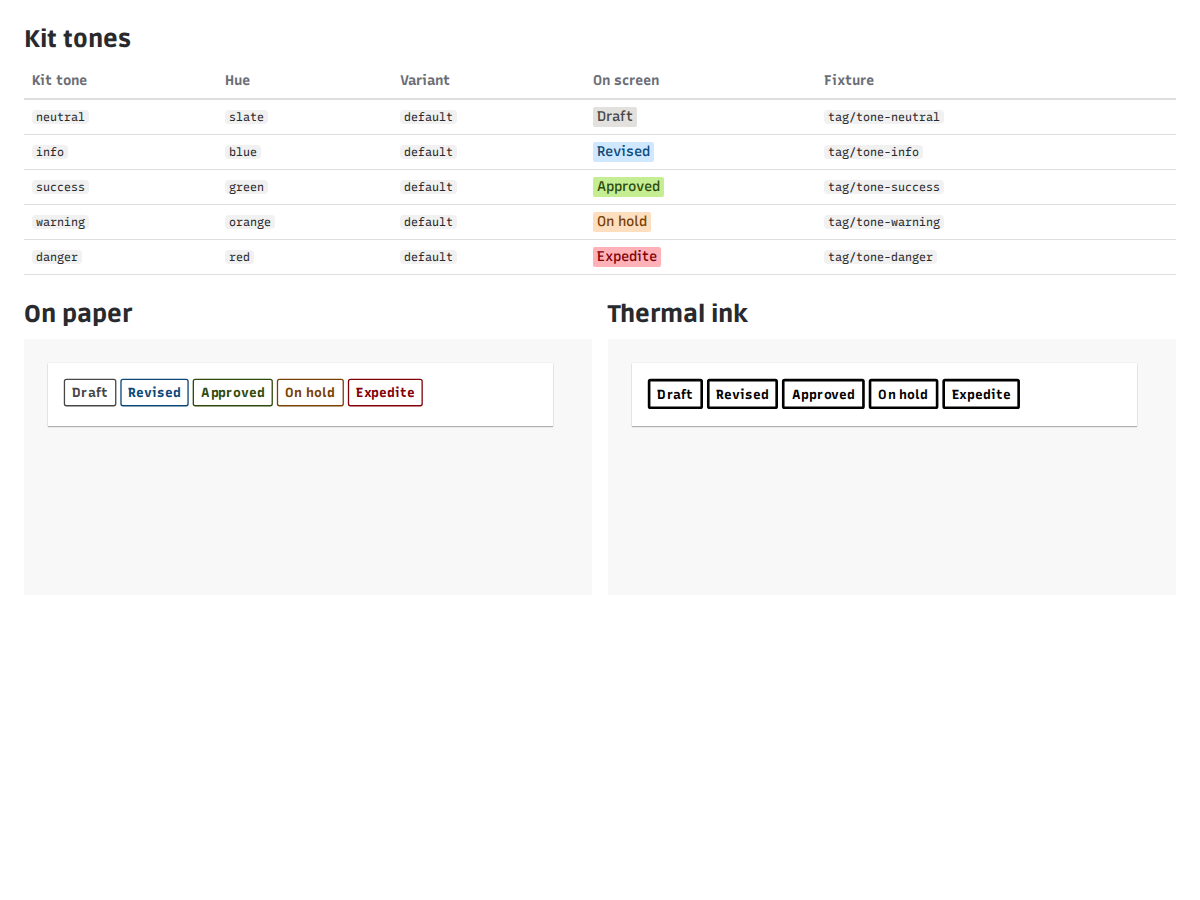 Kit tones
Kit tone Hue Variant On screen Fixture
neutral slate default Draft tag/tone-neutral
info blue default Revised tag/tone-info
success green default Approved tag/tone-success
warning orange default On hold tag/tone-warning
danger red default Expedite tag/tone-danger
On paper
Draft Revised Approved On hold Expedite
Thermal ink
Draft Revised Approved On hold Expedite